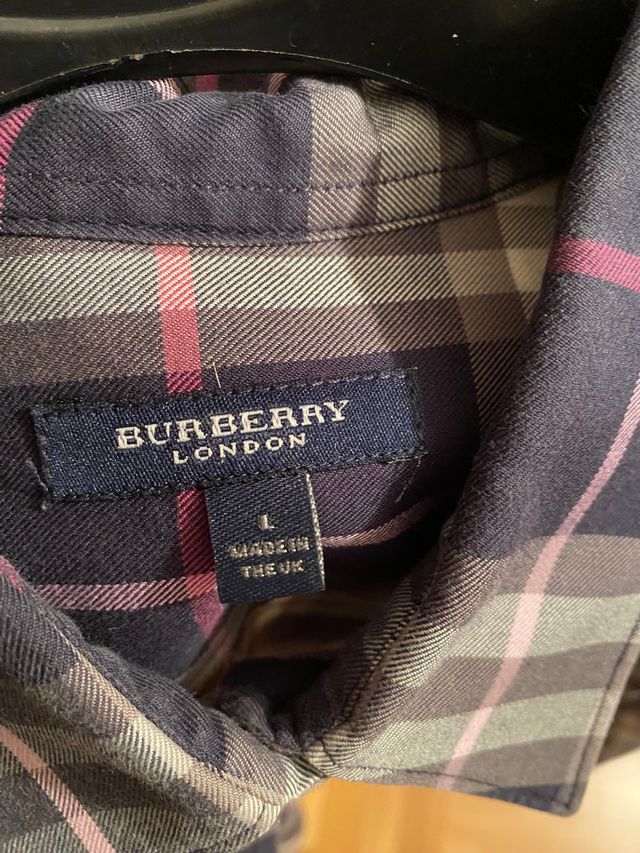 BURBERRY
LONDON
L
MADE IN
THE UK